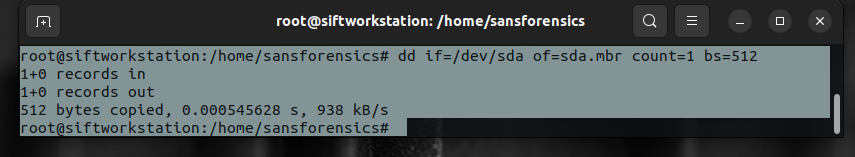 root@siftworkstation: /home/sansforensics
root@siftworkstation:/home/sansforensics# dd if=/dev/sda of=sda.mbr count=1 bs=512
1+0 records in
1+0 records out
512 bytes copied, 0.000545628 s, 938 kB/s
root@siftworkstation:/home/sansforensics#